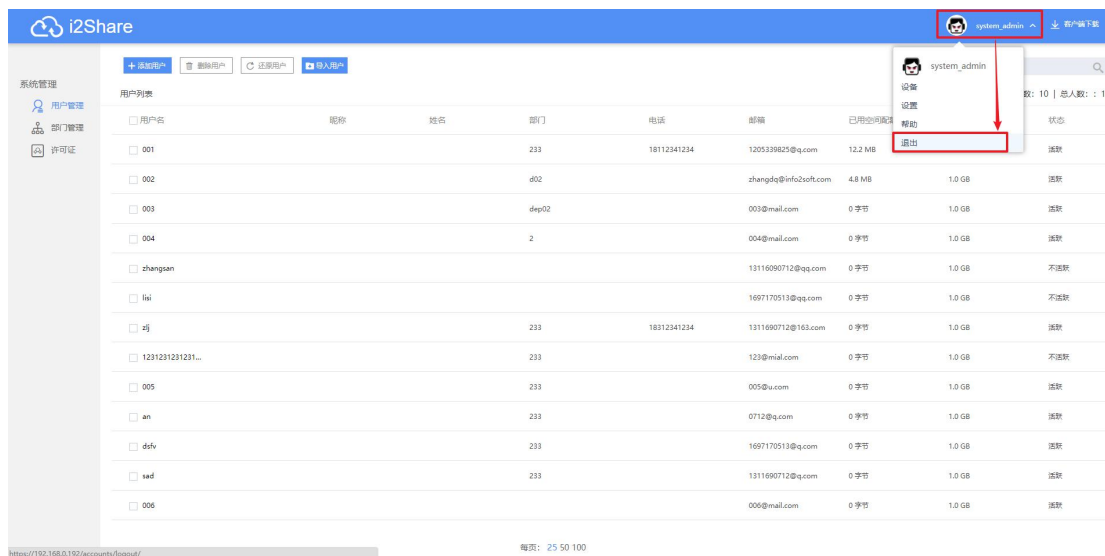 i2Share
system_admin
客户端下载
添加用户 删除用户 还原用户 导入用户
system_admin
设备
设置
帮助
退出
系统管理
用户管理
部门管理
许可证
用户列表
数: 10 | 总人数: : 1
用户名 昵称 姓名 部门 电话 邮箱 已用空间配 状态
001 233 18112341234 1205339825@q.com 12.2 MB 活跃
002 d02 zhangdq@info2soft.com 4.8 MB 1.0 GB 活跃
003 dep02 003@mail.com 0 字节 1.0 GB 活跃
004 2 004@mail.com 0 字节 1.0 GB 活跃
zhangsan 13116090712@qq.com 0 字节 1.0 GB 不活跃
lisi 1697170513@qq.com 0 字节 1.0 GB 不活跃
zlj 233 18312341234 1311690712@163.com 0 字节 1.0 GB 活跃
1231231231231... 233 123@mial.com 0 字节 1.0 GB 不活跃
005 233 005@u.com 0 字节 1.0 GB 活跃
an 233 0712@q.com 0 字节 1.0 GB 活跃
dsfv 233 1697170513@q.com 0 字节 1.0 GB 活跃
sad 233 1311690712@q.com 0 字节 1.0 GB 活跃
006 006@mail.com 0 字节 1.0 GB 活跃
每页: 25 50 100
https://192.168.0.192/accounts/logout/